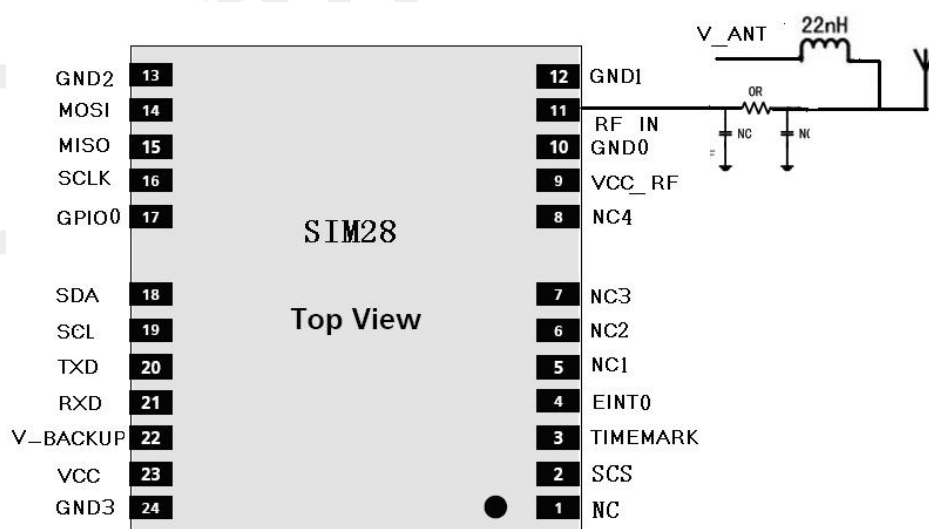 V_ANT 22nH
GND2 13 12 GND1
MOSI 14 11 0R
RF IN
MISO 15 10 GND0 NC
SCLK 16 9 VCC_RF
GPIO0 17 8 NC4
SIM28
SDA 18 7 NC3
Top View
SCL 19 6 NC2
TXD 20 5 NC1
RXD 21 4 EINT0
V_BACKUP 22 3 TIMEMARK
VCC 23 2 SCS
GND3 24 1 NC